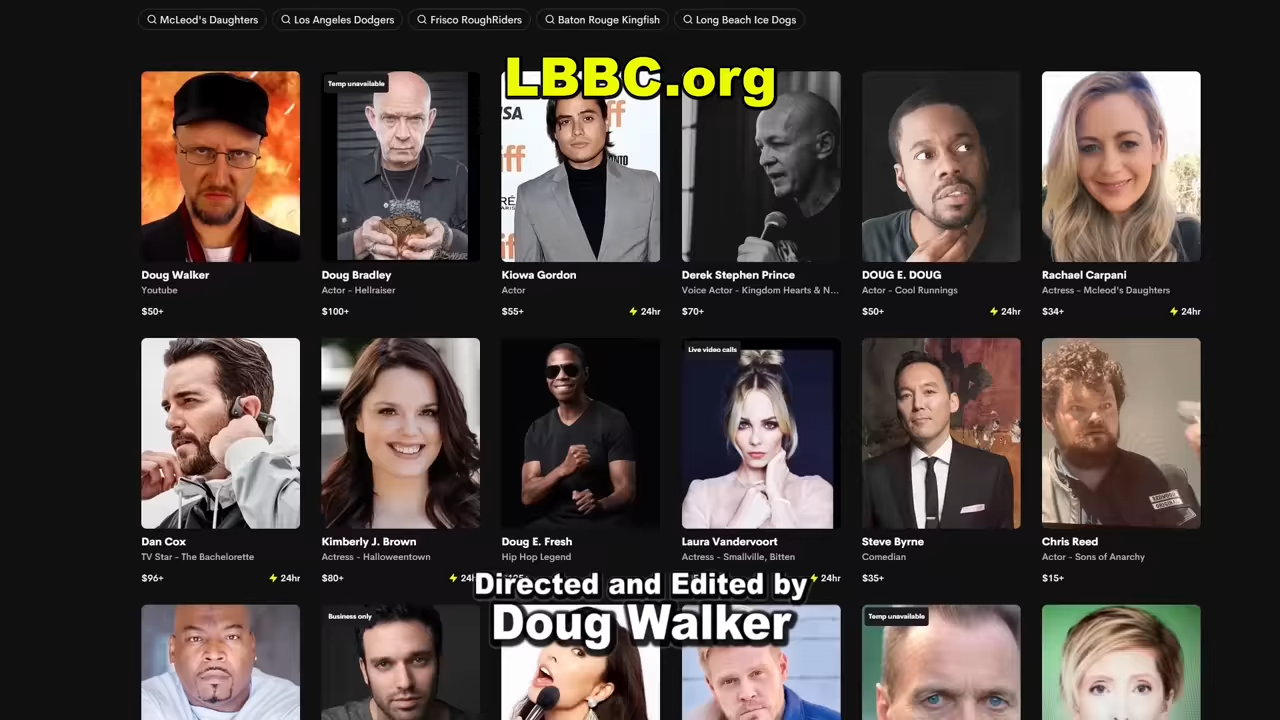 McLeod's Daughters
Los Angeles Dodgers
Frisco RoughRiders
Baton Rouge Kingfish
Long Beach Ice Dogs
LBBC.org
Temp unavailable
Doug Walker
Youtube
$50+
Doug Bradley
Actor - Hellraiser
$100+
Kiowa Gordon
Actor
$55+
24hr
Derek Stephen Prince
Voice Actor - Kingdom Hearts & N...
$70+
DOUG E. DOUG
Actor - Cool Runnings
$50+
24hr
Rachael Carpani
Actress - Mcleod's Daughters
$34+
24hr
Live video calls
Dan Cox
TV Star - The Bachelorette
$96+
24hr
Kimberly J. Brown
Actress - Halloweentown
$80+
Doug E. Fresh
Hip Hop Legend
Laura Vandervoort
Actress - Smallville, Bitten
24hr
Steve Byrne
Comedian
$35+
Chris Reed
Actor - Sons of Anarchy
$15+
Directed and Edited by
Doug Walker
Business only
Temp unavailable